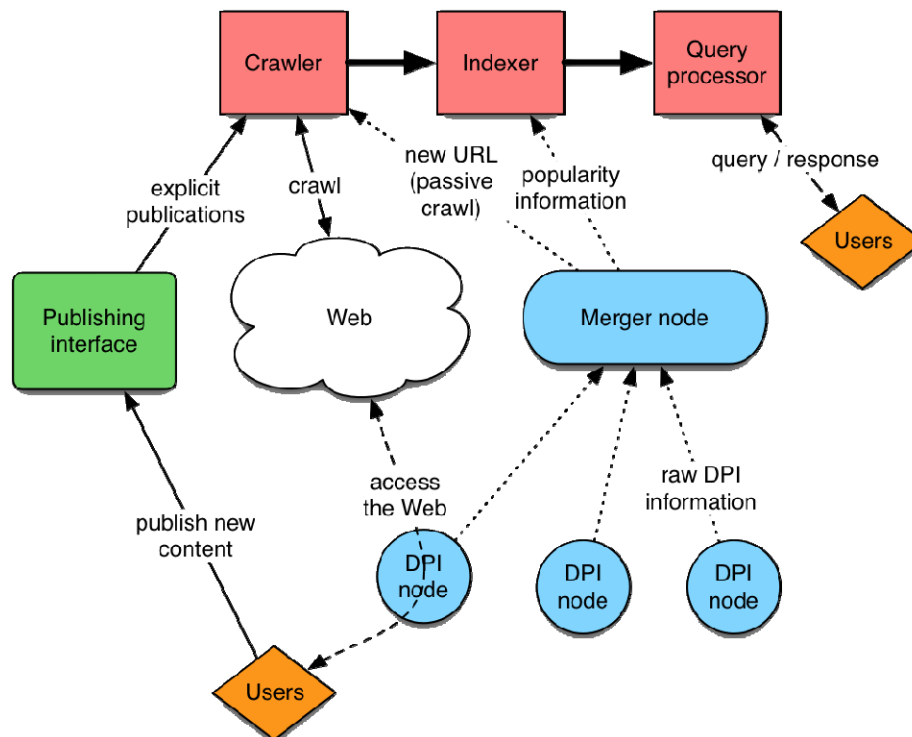 Crawler
Indexer
Query
processor
new URL
(passive
crawl)
query / response
explicit
publications
crawl
popularity
information
Users
Publishing
interface
Web
Merger node
access
the Web
raw DPI
information
publish new
content
DPI
node
DPI
node
DPI
node
Users